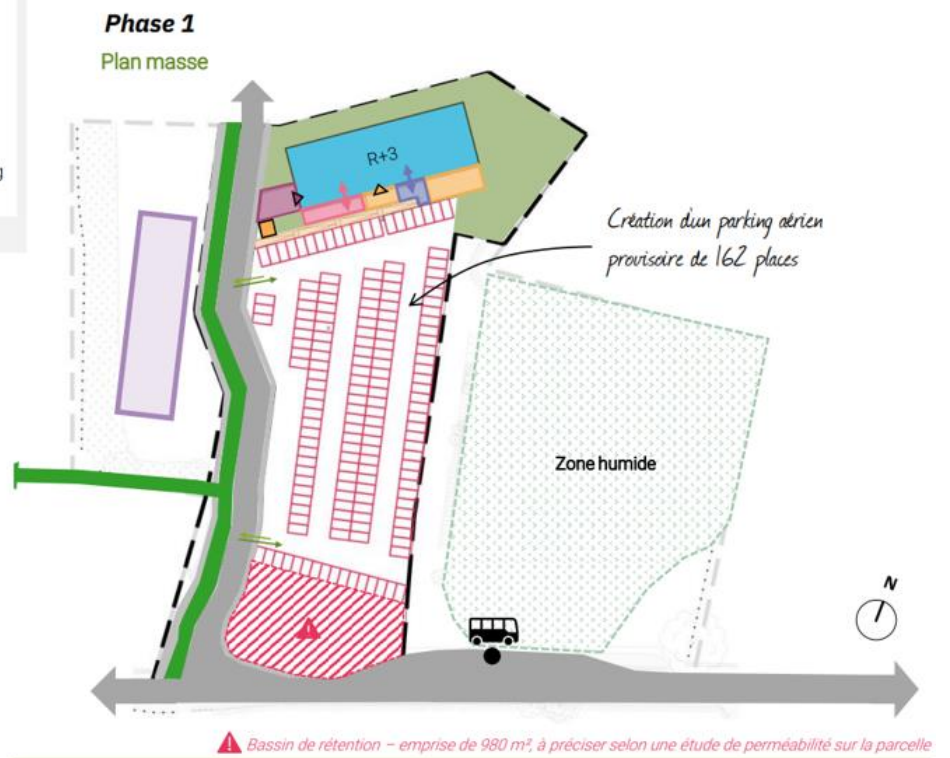 Phase 1
Plan masse
g
R+3
Création d'un parking aérien
provisoire de 162 places
Zone humide
N
Bassin de rétention – emprise de 980 m², à préciser selon une étude de perméabilité sur la parcelle